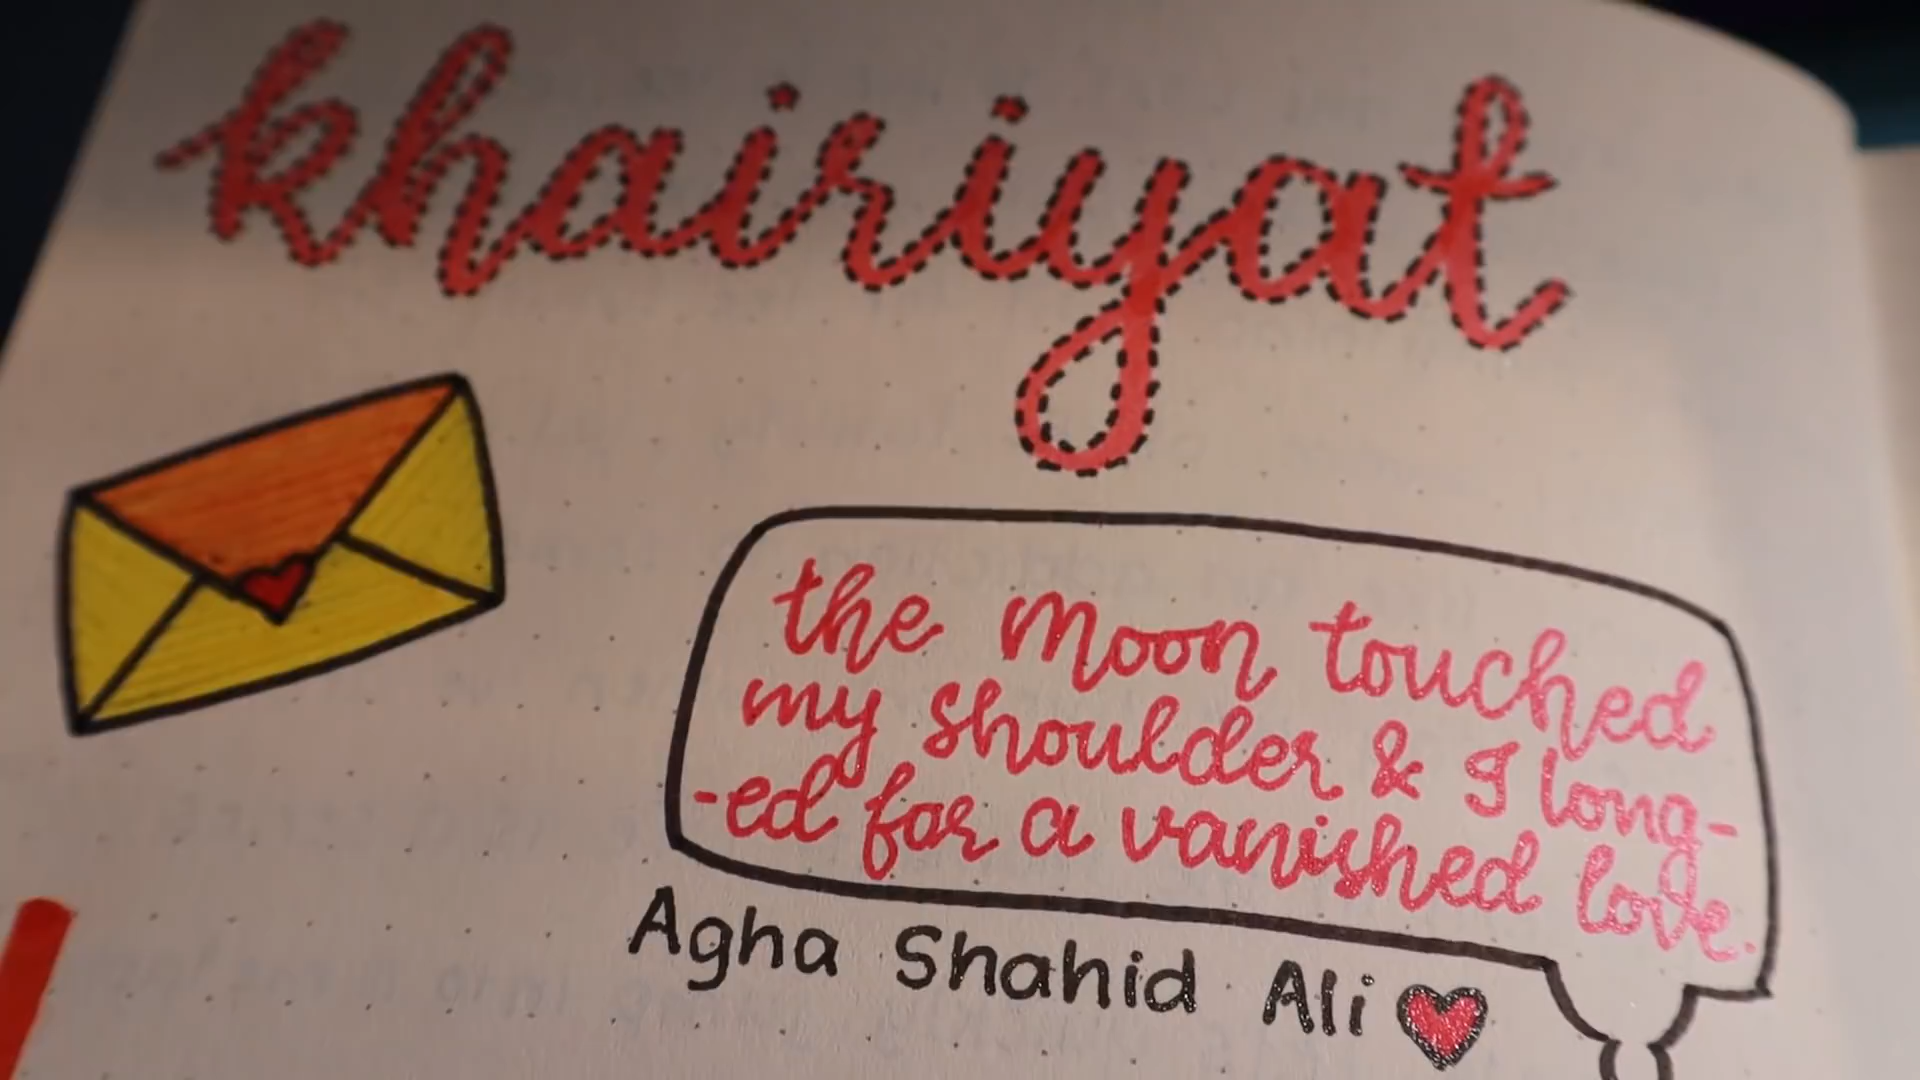 khairiyat
the Moon touched
my shoulder & I long-
-ed for a vanished love.
Agha Shahid Ali